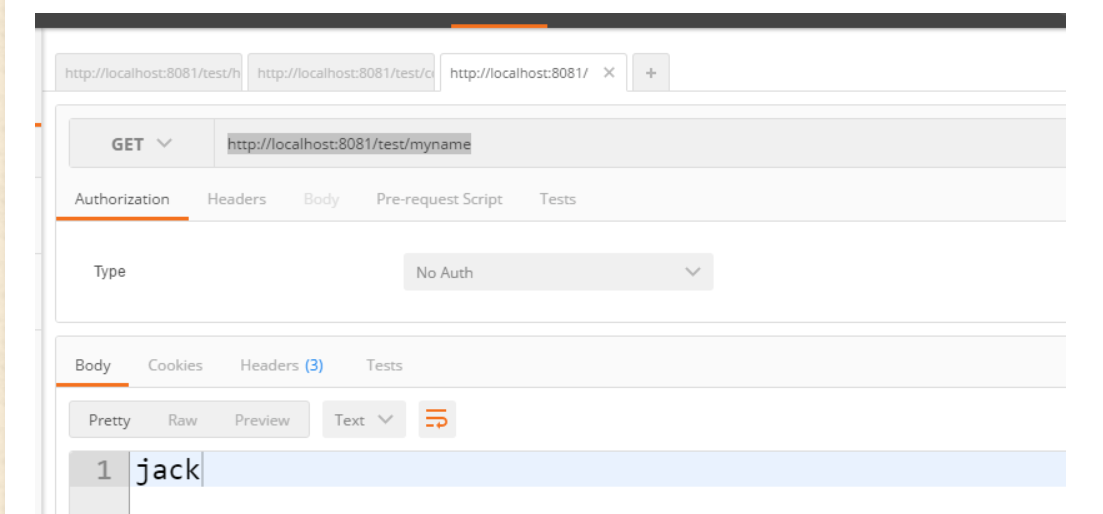 http://localhost:8081/test/h http://localhost:8081/test/c http://localhost:8081/ × +
GET http://localhost:8081/test/myname
Authorization Headers Body Pre-request Script Tests
Type No Auth
Body Cookies Headers (3) Tests
Pretty Raw Preview Text
1 jack